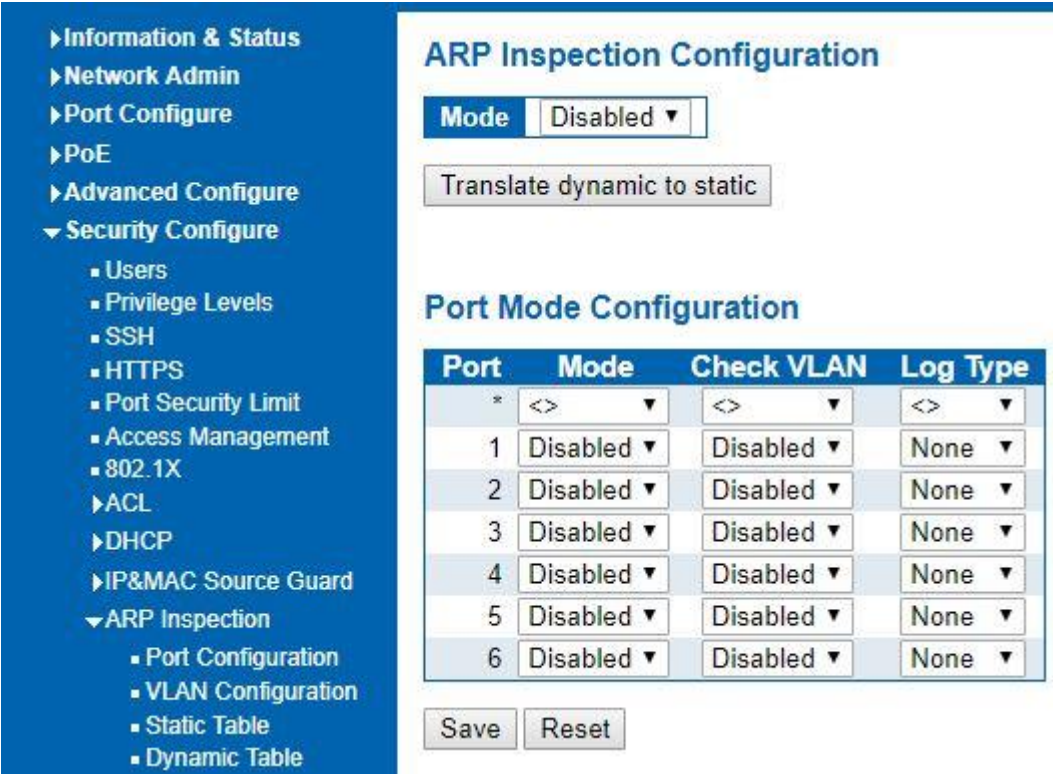 Information & Status
Network Admin
Port Configure
PoE
Advanced Configure
Security Configure
Users
Privilege Levels
SSH
HTTPS
Port Security Limit
Access Management
802.1X
ACL
DHCP
IP&MAC Source Guard
ARP Inspection
Port Configuration
VLAN Configuration
Static Table
Dynamic Table
ARP Inspection Configuration
Mode Disabled
Translate dynamic to static
Port Mode Configuration
Port Mode Check VLAN Log Type
* <> <> <>
1 Disabled Disabled None
2 Disabled Disabled None
3 Disabled Disabled None
4 Disabled Disabled None
5 Disabled Disabled None
6 Disabled Disabled None
Save Reset